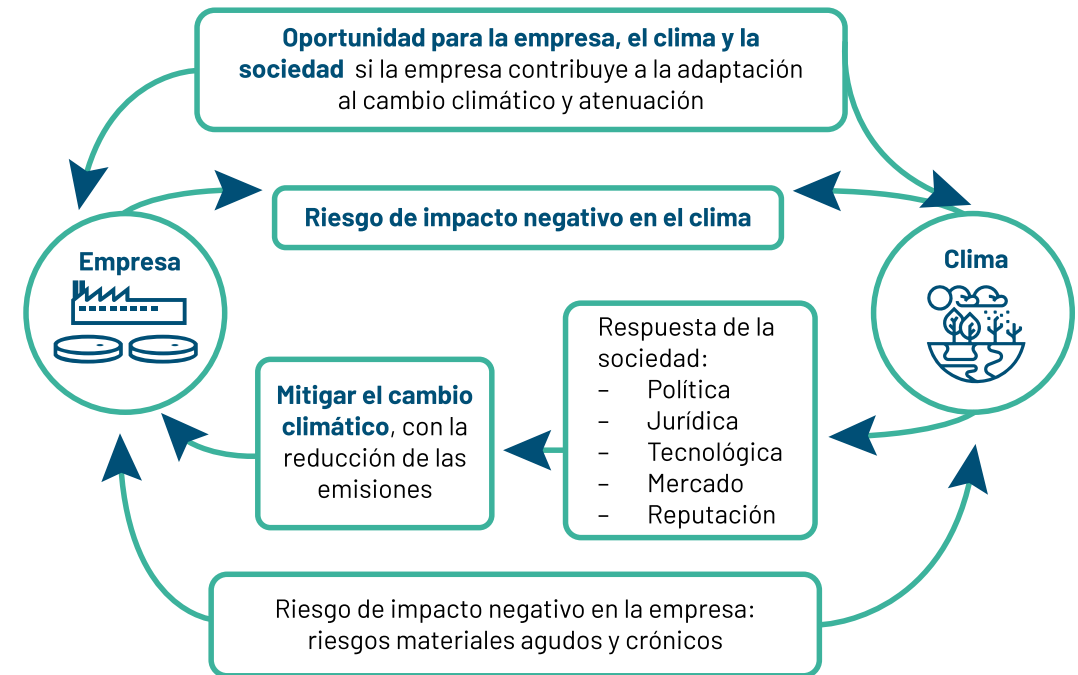 Oportunidad para la empresa, el clima y la
sociedad si la empresa contribuye a la adaptación
al cambio climático y atenuación
Riesgo de impacto negativo en el clima
Empresa
Clima
Mitigar el cambio
climático, con la
reducción de las
emisiones
Respuesta de la
sociedad:
– Política
– Jurídica
– Tecnológica
– Mercado
– Reputación
Riesgo de impacto negativo en la empresa:
riesgos materiales agudos y crónicos